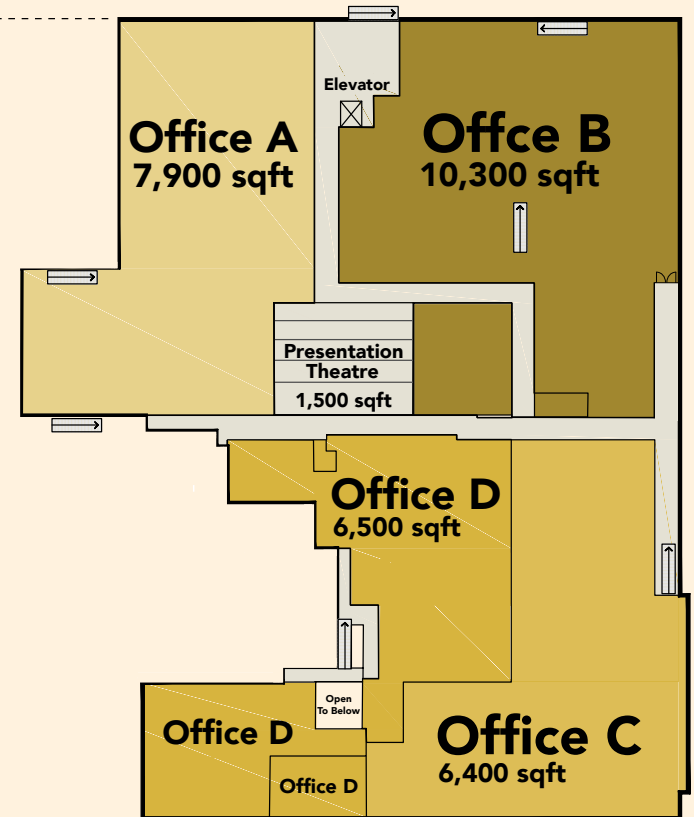 Elevator
Office A
7,900 sqft
Offce B
10,300 sqft
Presentation
Theatre
1,500 sqft
Office D
6,500 sqft
Open
To Below
Office D
Office C
6,400 sqft
Office D